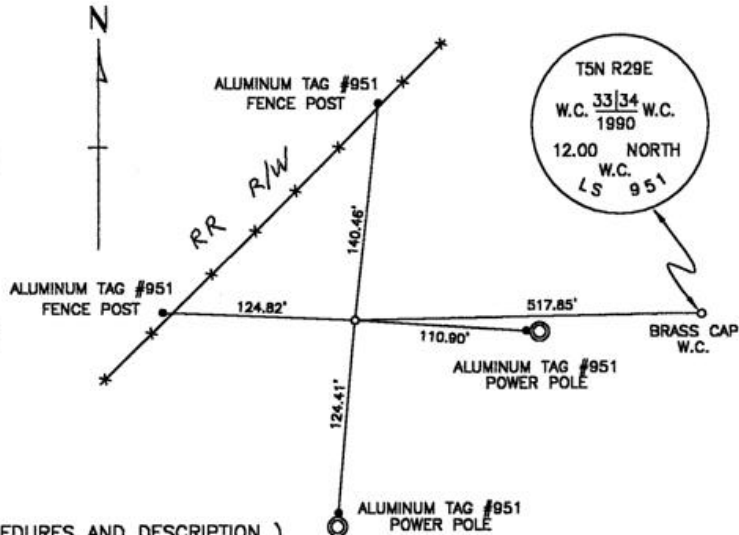 N
ALUMINUM TAG #951
FENCE POST
T5N R29E
W.C. 33|34 W.C.
1990
12.00 NORTH
W.C.
LS 951
RR R/W
140.46'
ALUMINUM TAG #951
FENCE POST
124.82'
517.85'
BRASS CAP
W.C.
110.90'
ALUMINUM TAG #951
POWER POLE
124.41'
ALUMINUM TAG #951
POWER POLE
EDURES AND DESCRIPTION )